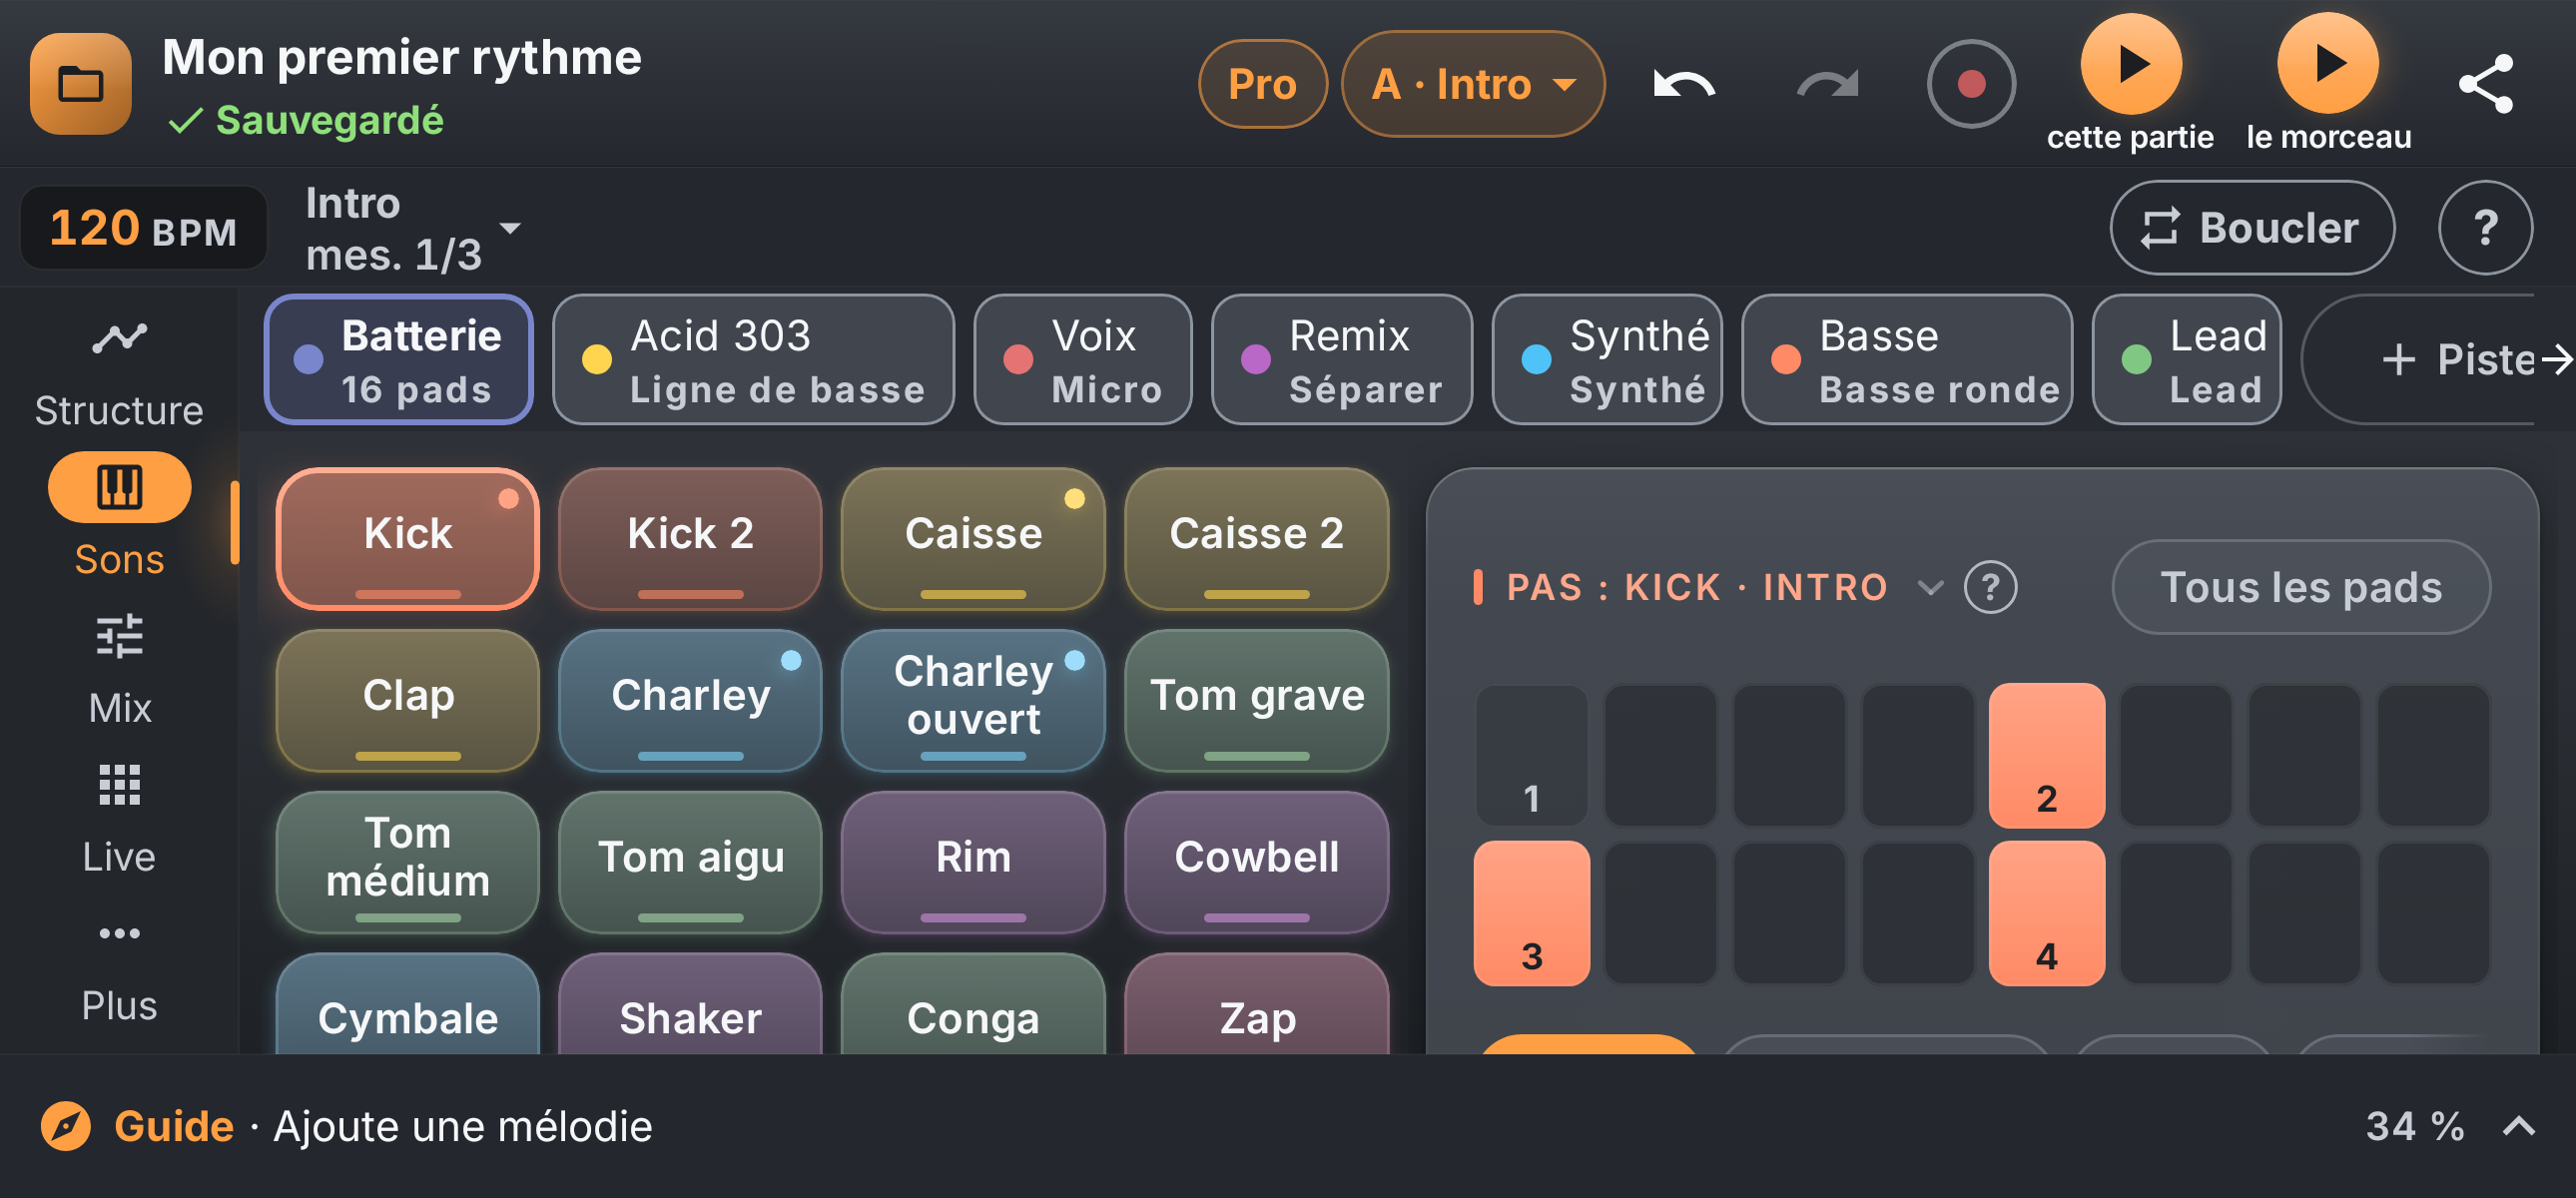 Mon premier rythme
Sauvegardé
Pro
A · Intro
cette partie
le morceau
120 BPM
Intro
mes. 1/3
Boucler
?
Structure
Sons
Mix
Live
Plus
Batterie
16 pads
Acid 303
Ligne de basse
Voix
Micro
Remix
Séparer
Synthé
Synthé
Basse
Basse ronde
Lead
Lead
+ Piste
Kick
Kick 2
Caisse
Caisse 2
Clap
Charley
Charley
ouvert
Tom grave
Tom
médium
Tom aigu
Rim
Cowbell
Cymbale
Shaker
Conga
Zap
PAS : KICK · INTRO
?
Tous les pads
1
2
3
4
Guide · Ajoute une mélodie
34 %